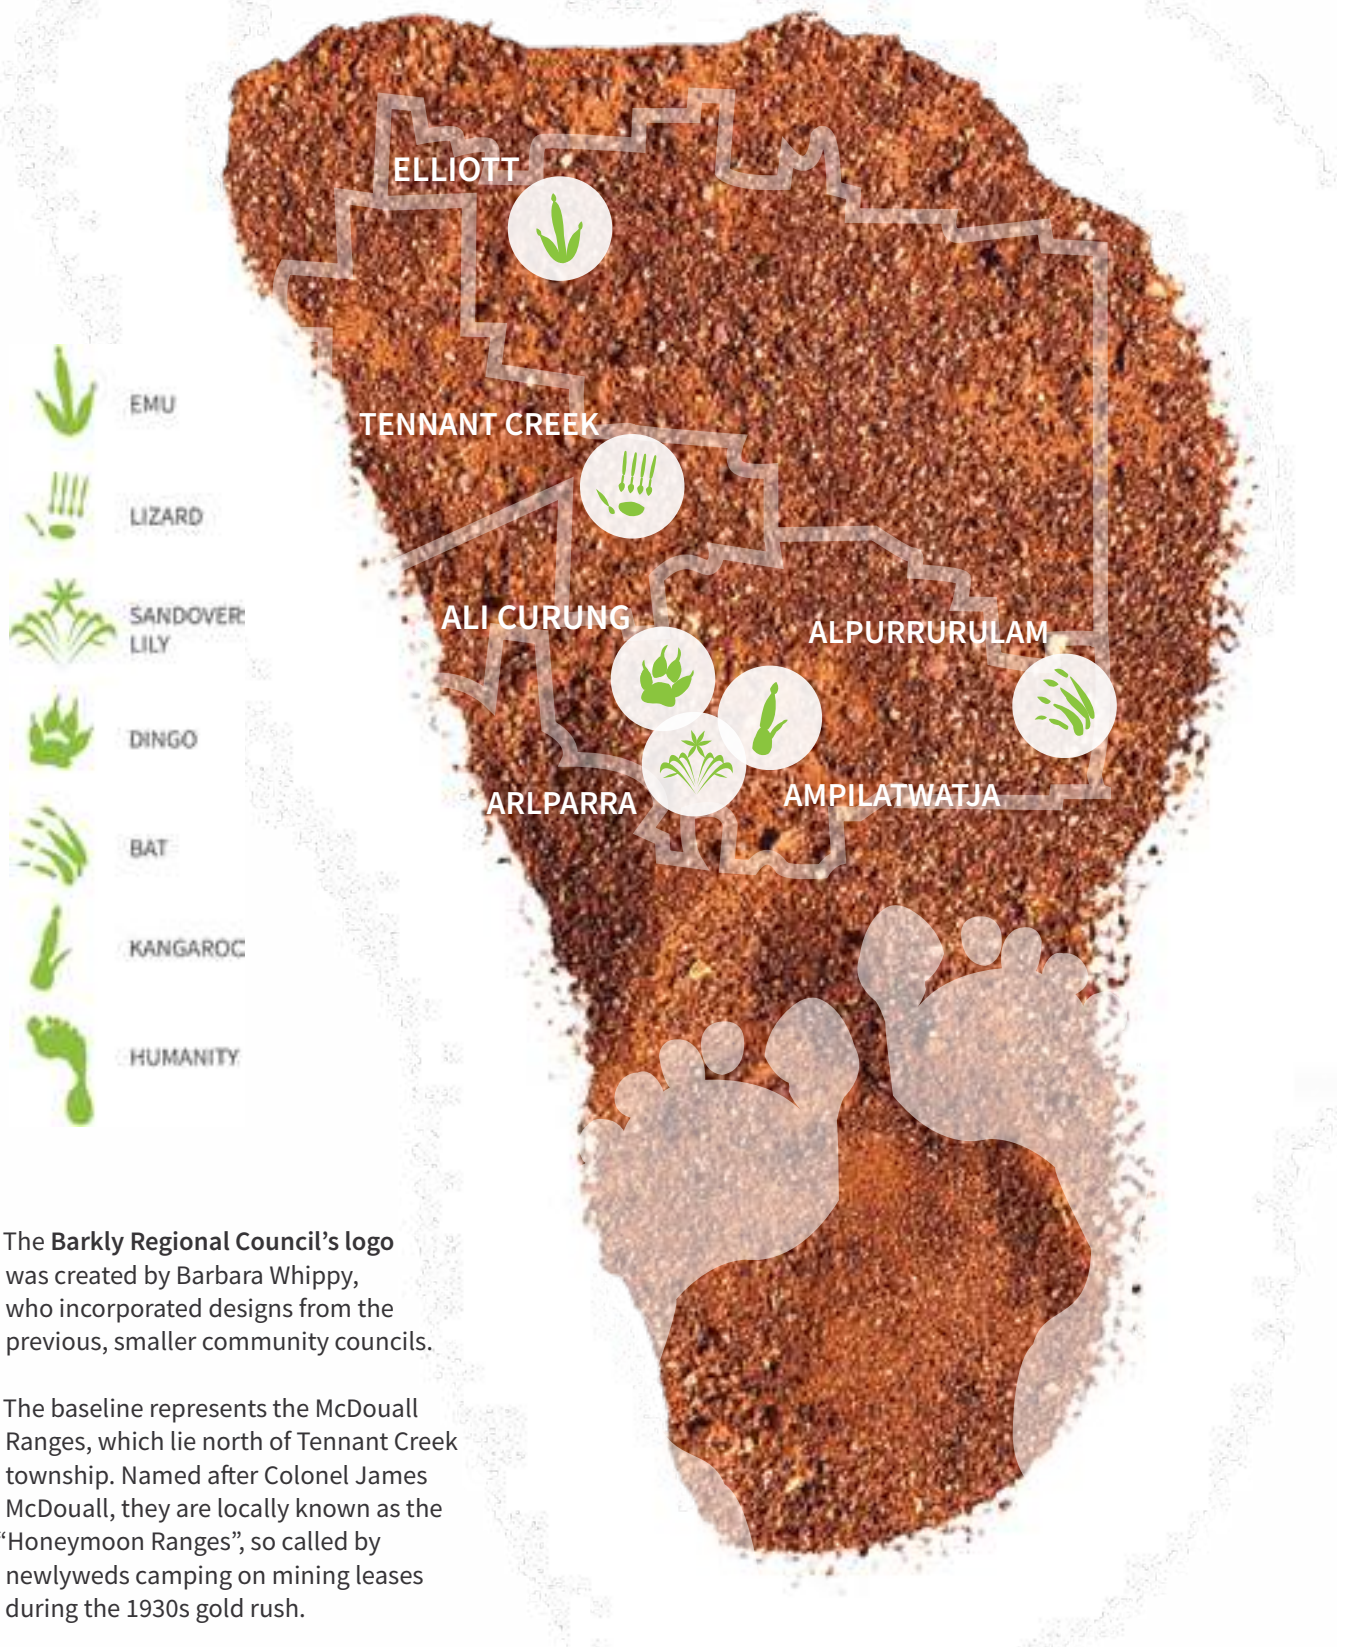 ELLIOTT
TENNANT CREEK
ALI CURUNG
ALPURRURULAM
ARLPARRA
AMPILATWATJA
EMU
LIZARD
SANDOVER
LILY
DINGO
BAT
KANGAROO
HUMANITY
The Barkly Regional Council’s logo
was created by Barbara Whippy,
who incorporated designs from the
previous, smaller community councils.
The baseline represents the McDouall
Ranges, which lie north of Tennant Creek
township. Named after Colonel James
McDouall, they are locally known as the
“Honeymoon Ranges”, so called by
newlyweds camping on mining leases
during the 1930s gold rush.